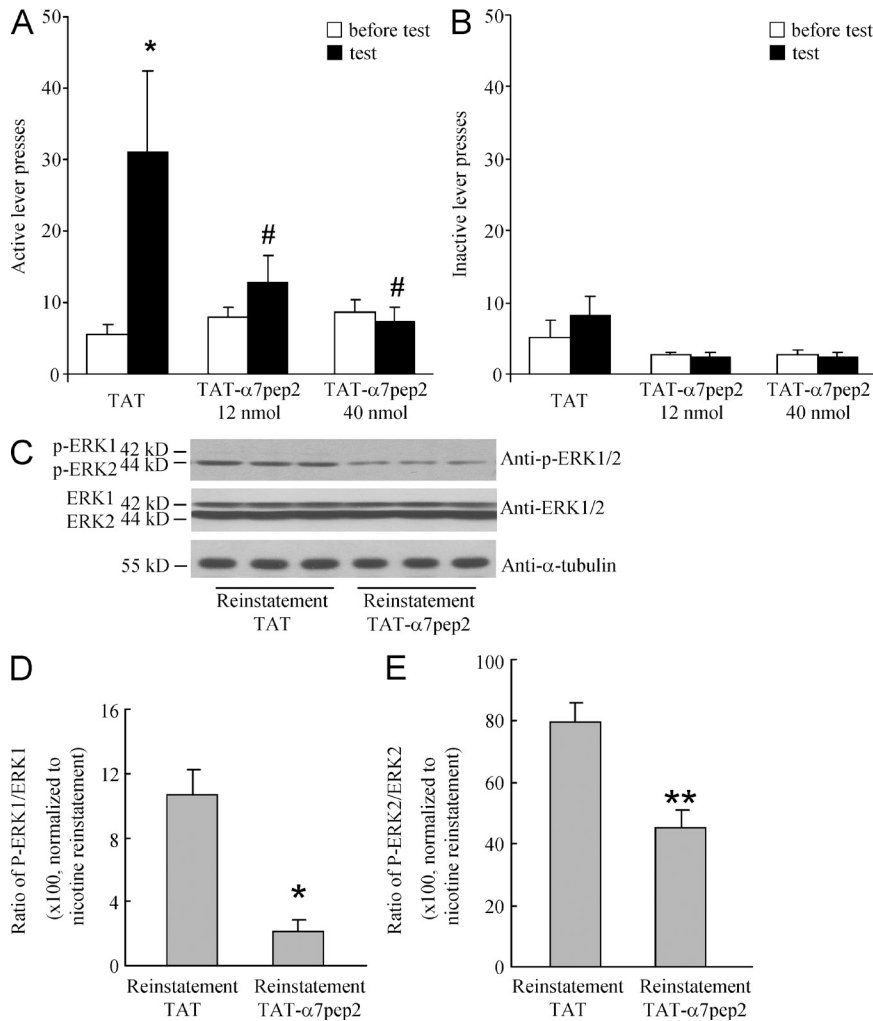 A
50
40
30
20
10
0
Active lever presses
before test
test
*
#
#
TAT
TAT-α7pep2
12 nmol
TAT-α7pep2
40 nmol
B
50
40
30
20
10
0
Inactive lever presses
before test
test
TAT
TAT-α7pep2
12 nmol
TAT-α7pep2
40 nmol
C
p-ERK1 42 kD
p-ERK2 44 kD
Anti-p-ERK1/2
ERK1 42 kD
ERK2 44 kD
Anti-ERK1/2
55 kD
Anti-α-tubulin
Reinstatement
TAT
Reinstatement
TAT-α7pep2
D
Ratio of P-ERK1/ERK1
(x100, normalized to
nicotine reinstatement)
16
12
8
4
0
*
Reinstatement
TAT
Reinstatement
TAT-α7pep2
E
Ratio of P-ERK2/ERK2
(x100, normalized to
nicotine reinstatement)
100
80
60
40
20
0
**
Reinstatement
TAT
Reinstatement
TAT-α7pep2